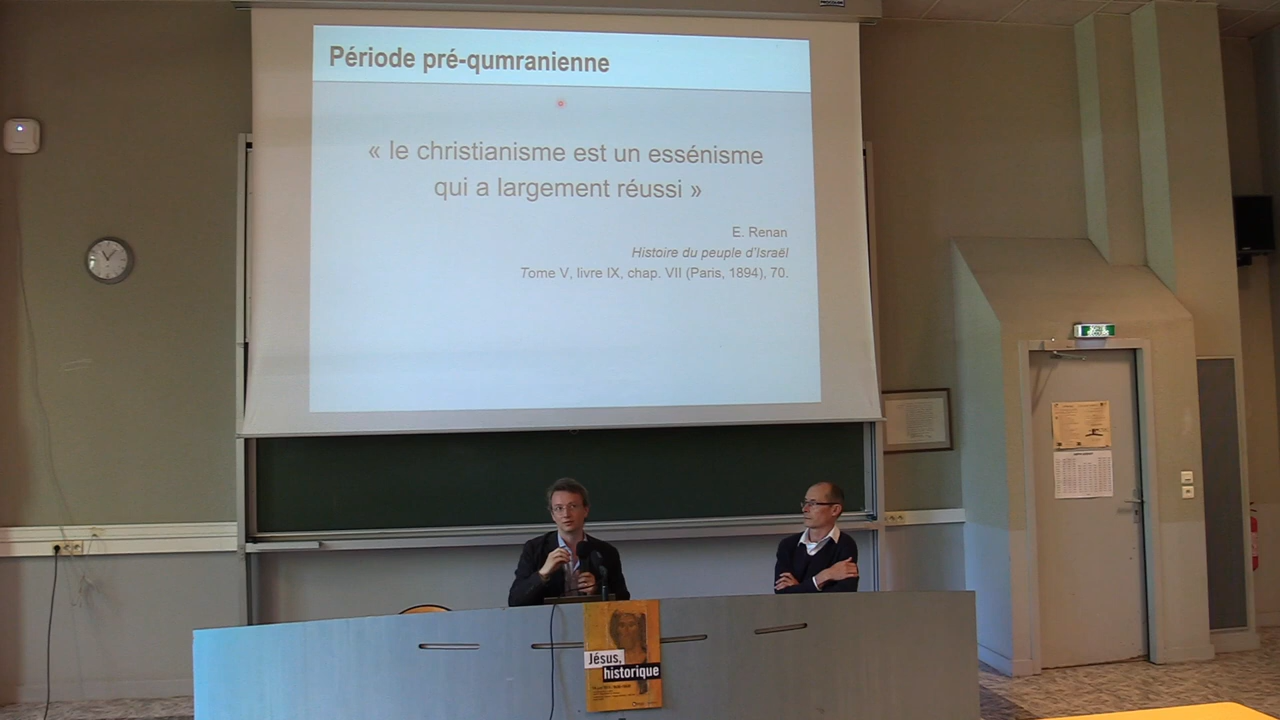 Période pré-qumranienne
« le christianisme est un essénisme
qui a largement réussi »
E. Renan
Histoire du peuple d'Israël
Tome V, livre IX, chap. VII (Paris, 1894), 70.
Jésus,
historique